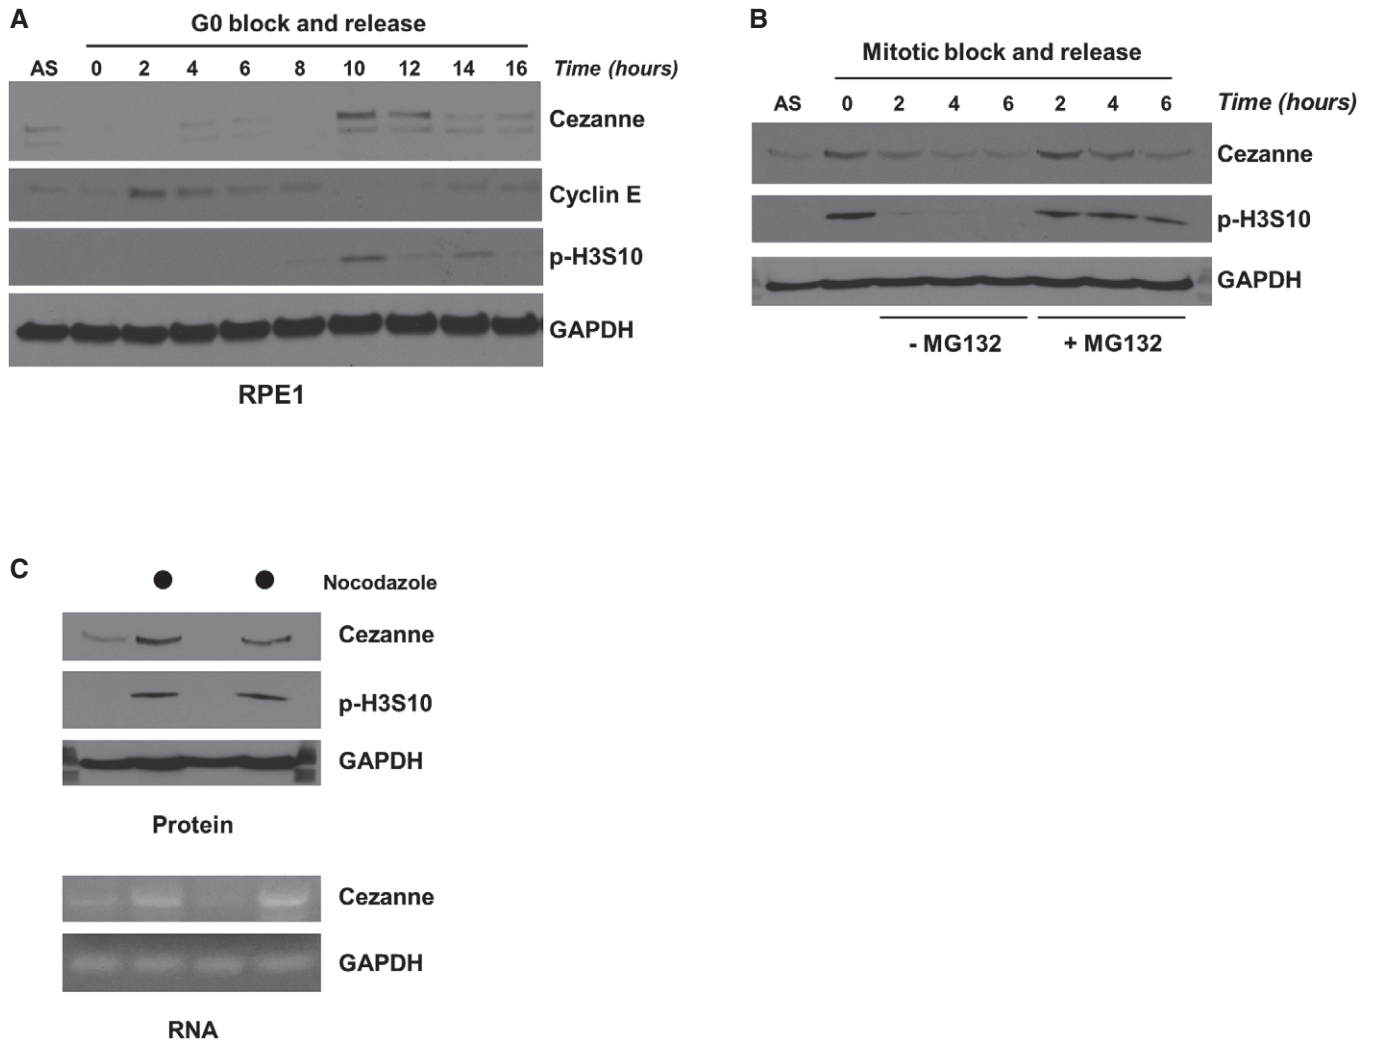 A
G0 block and release
AS 0 2 4 6 8 10 12 14 16 Time (hours)
Cezanne
Cyclin E
p-H3S10
GAPDH
RPE1
B
Mitotic block and release
AS 0 2 4 6 2 4 6 Time (hours)
Cezanne
p-H3S10
GAPDH
- MG132 + MG132
C
Nocodazole
Cezanne
p-H3S10
GAPDH
Protein
Cezanne
GAPDH
RNA